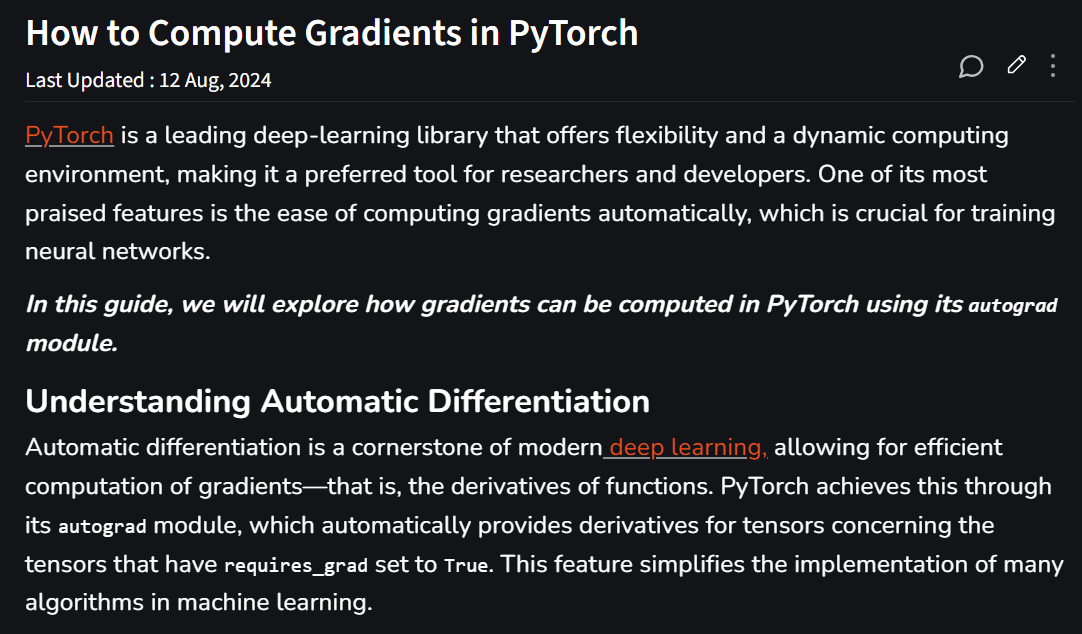 How to Compute Gradients in PyTorch
Last Updated : 12 Aug, 2024
PyTorch is a leading deep-learning library that offers flexibility and a dynamic computing
environment, making it a preferred tool for researchers and developers. One of its most
praised features is the ease of computing gradients automatically, which is crucial for training
neural networks.
In this guide, we will explore how gradients can be computed in PyTorch using its autograd
module.
Understanding Automatic Differentiation
Automatic differentiation is a cornerstone of modern deep learning, allowing for efficient
computation of gradients—that is, the derivatives of functions. PyTorch achieves this through
its autograd module, which automatically provides derivatives for tensors concerning the
tensors that have requires_grad set to True. This feature simplifies the implementation of many
algorithms in machine learning.